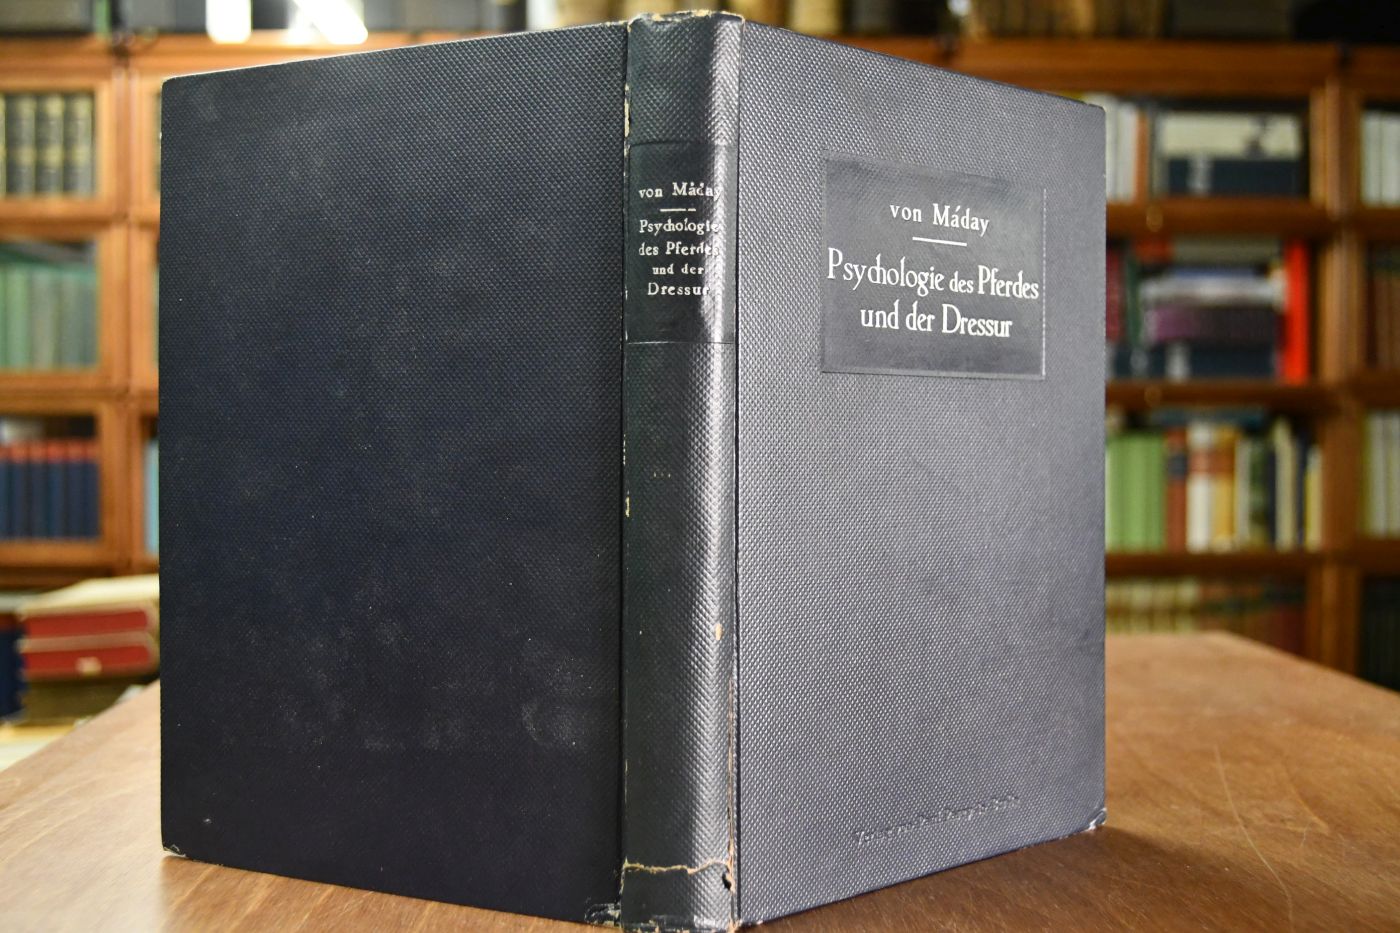 von Máday
Psychologie
des Pferdes
und der
Dressur
von Máday
Psychologie des Pferdes
und der Dressur